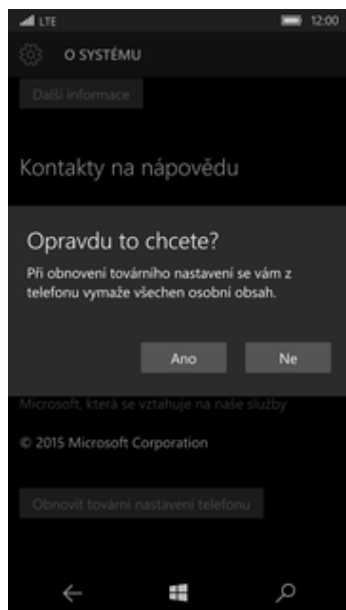 LTE 12:00
O SYSTÉMU
Další informace
Kontakty na nápovědu
Opravdu to chcete?
Při obnovení továrního nastavení se vám z
telefonu vymaže všechen osobní obsah.
Ano Ne
Microsoft, která se vztahuje na naše služby
© 2015 Microsoft Corporation
Obnovit tovární nastavení telefonu